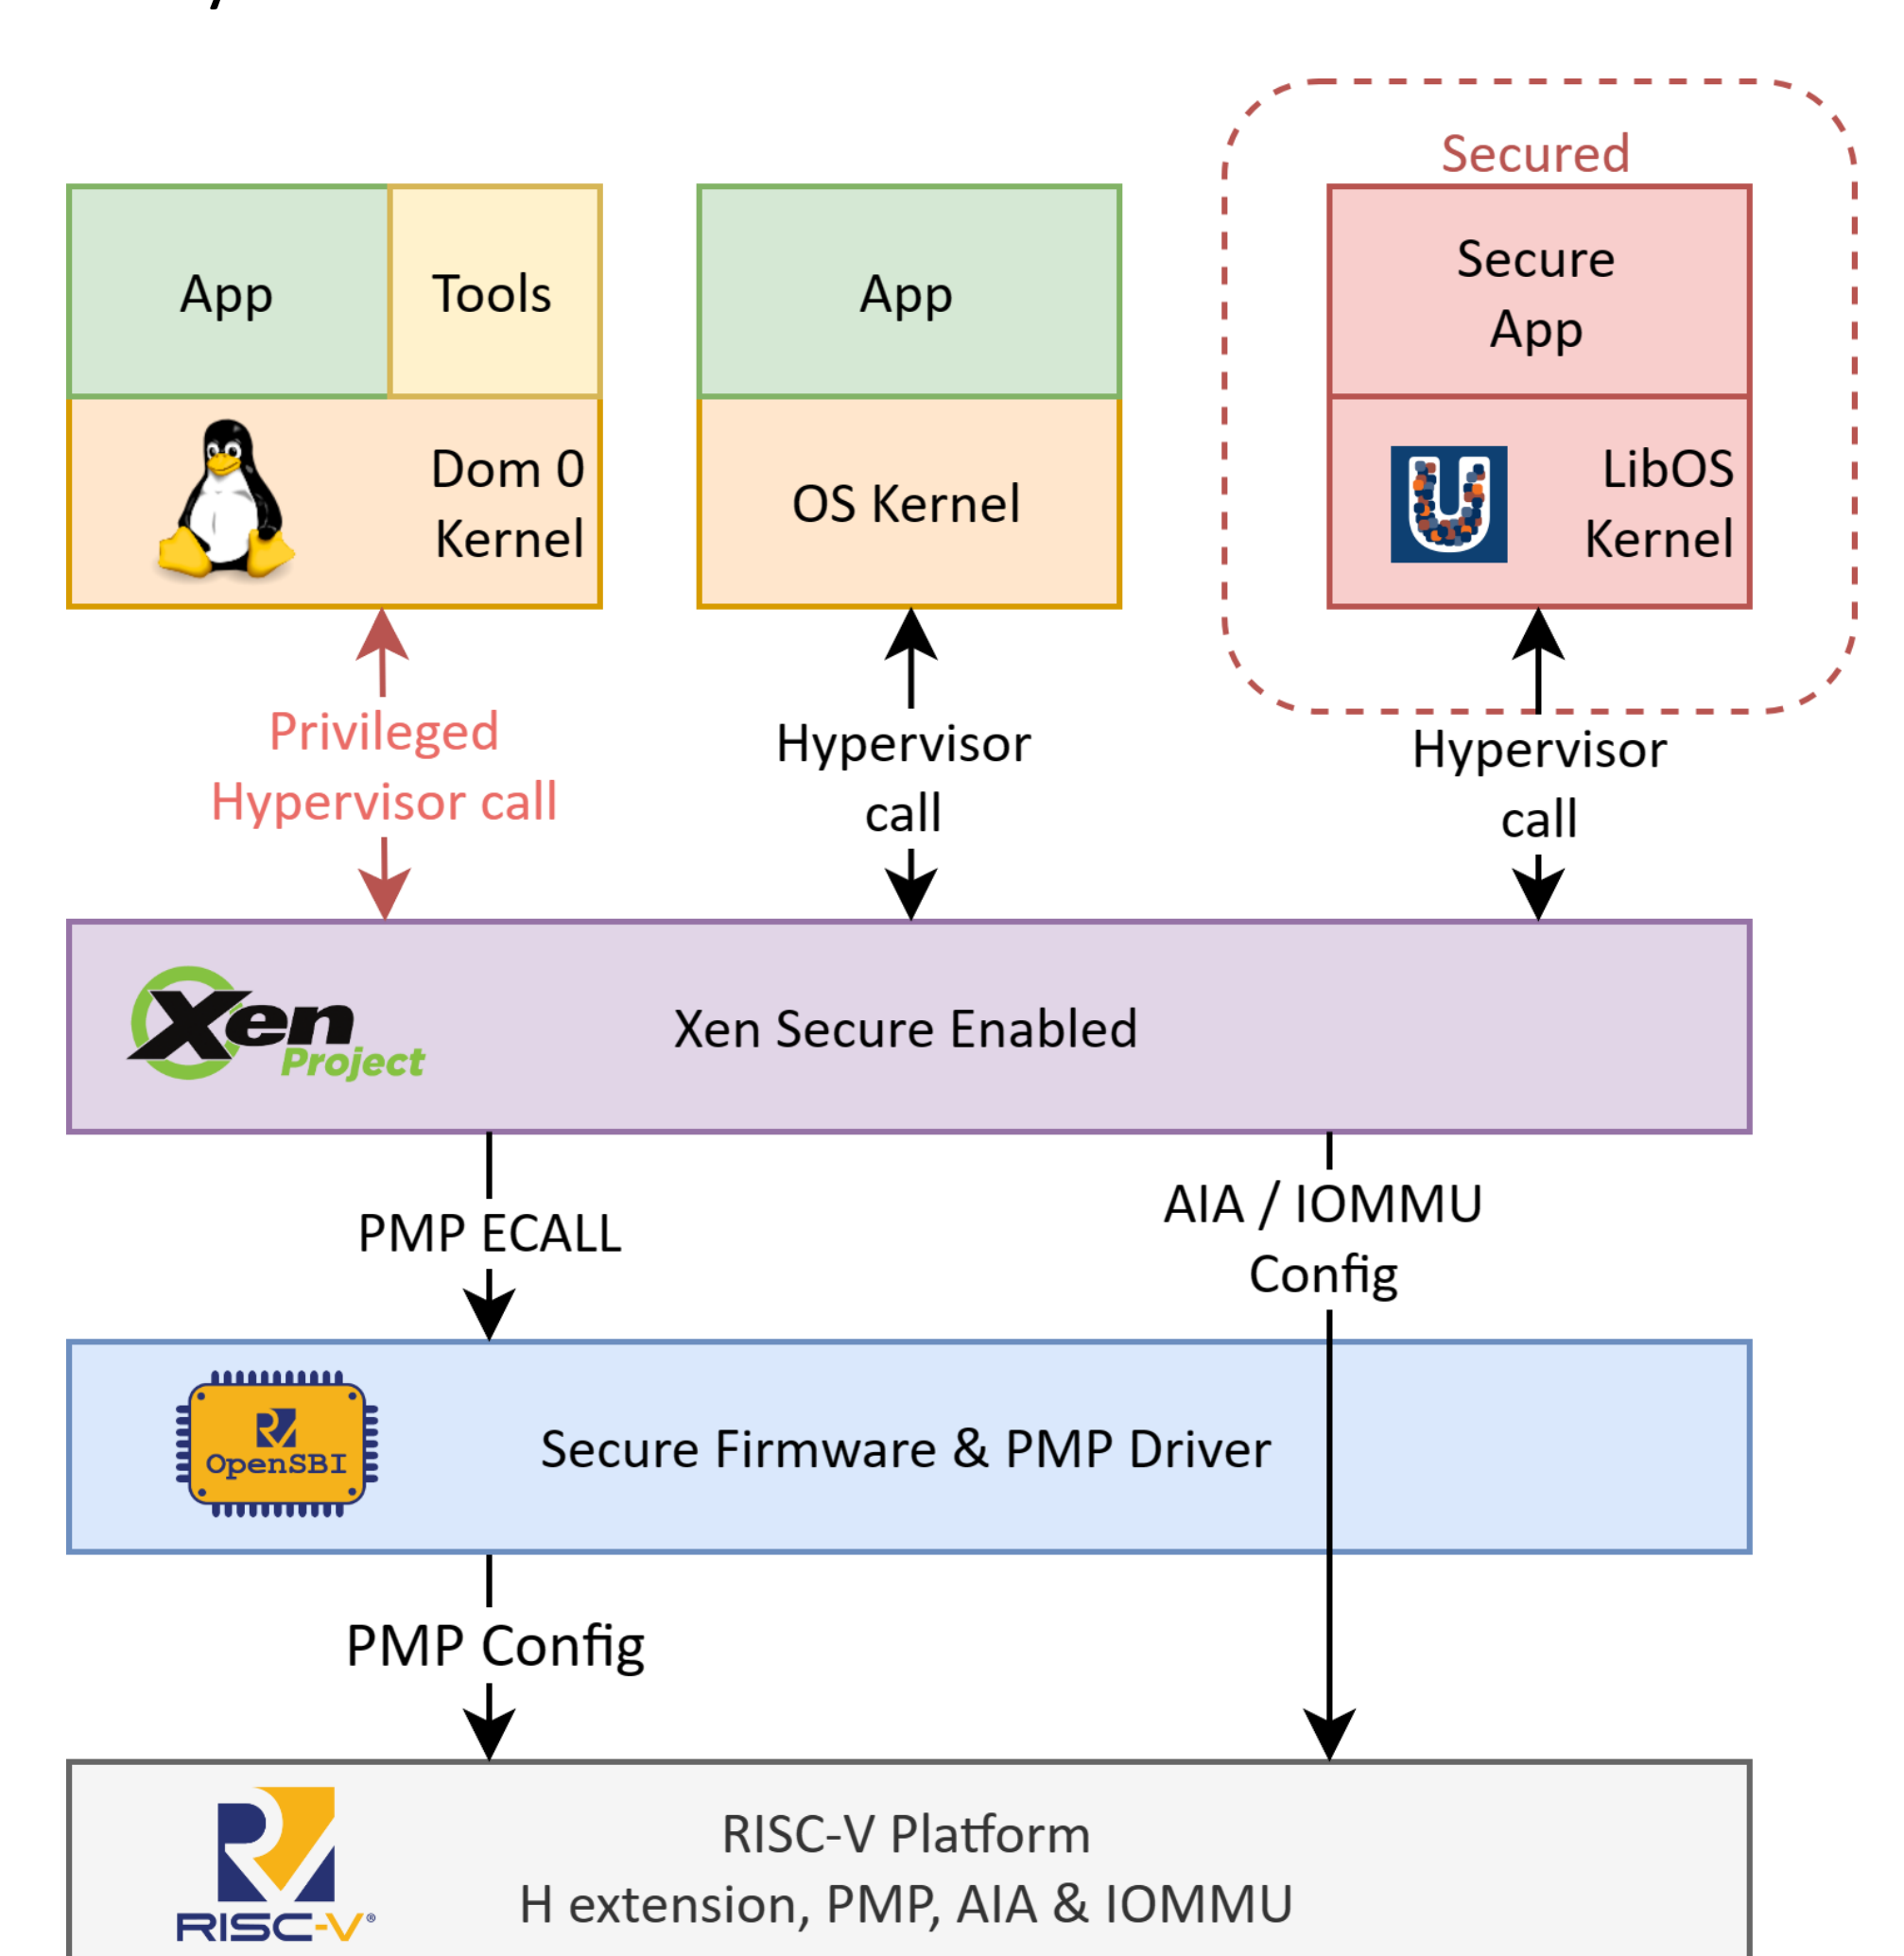 Secured
App
Tools
App
Secure
App
Dom 0
Kernel
OS Kernel
LibOS
Kernel
Privileged
Hypervisor call
Hypervisor
call
Hypervisor
call
Xen
Project
Xen Secure Enabled
PMP ECALL
AIA / IOMMU
Config
OpenSBI
Secure Firmware & PMP Driver
PMP Config
RISC-V®
RISC-V Platform
H extension, PMP, AIA & IOMMU